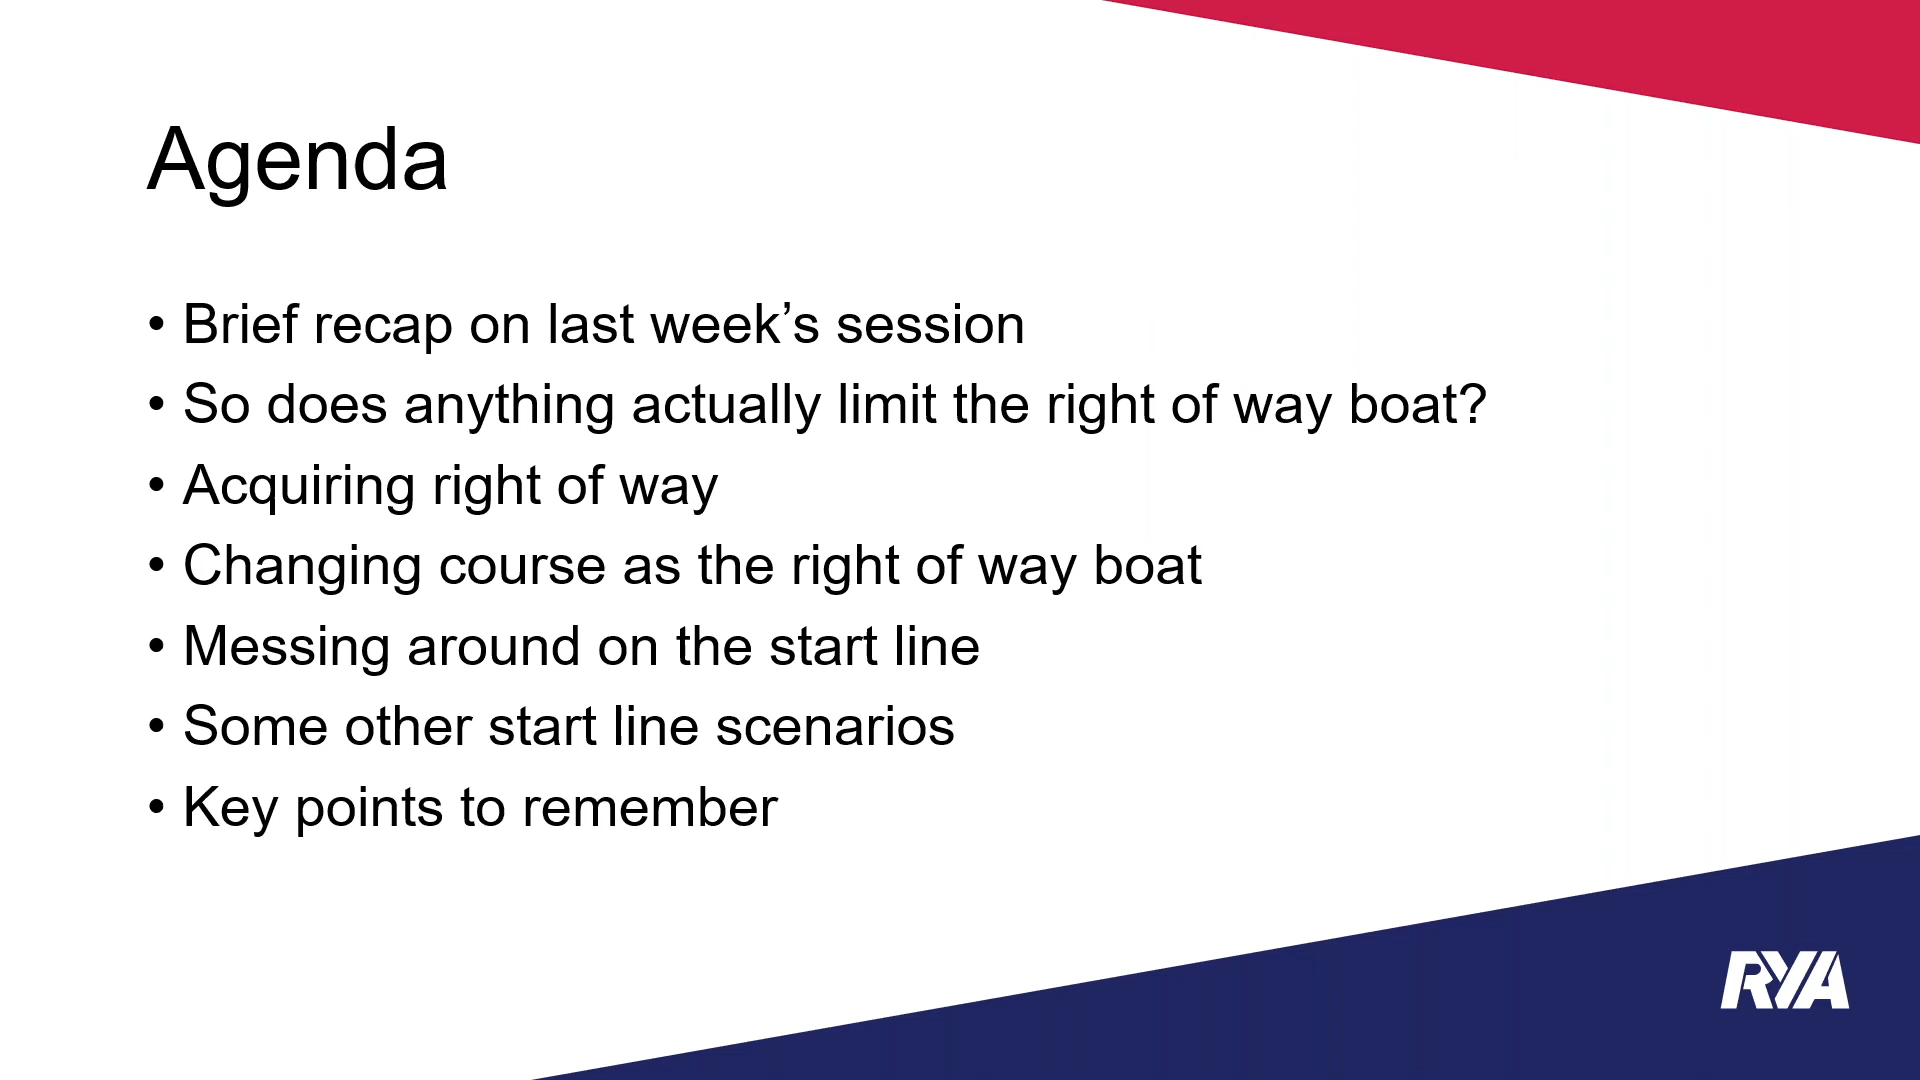 Agenda
• Brief recap on last week’s session
• So does anything actually limit the right of way boat?
• Acquiring right of way
• Changing course as the right of way boat
• Messing around on the start line
• Some other start line scenarios
• Key points to remember
RYA